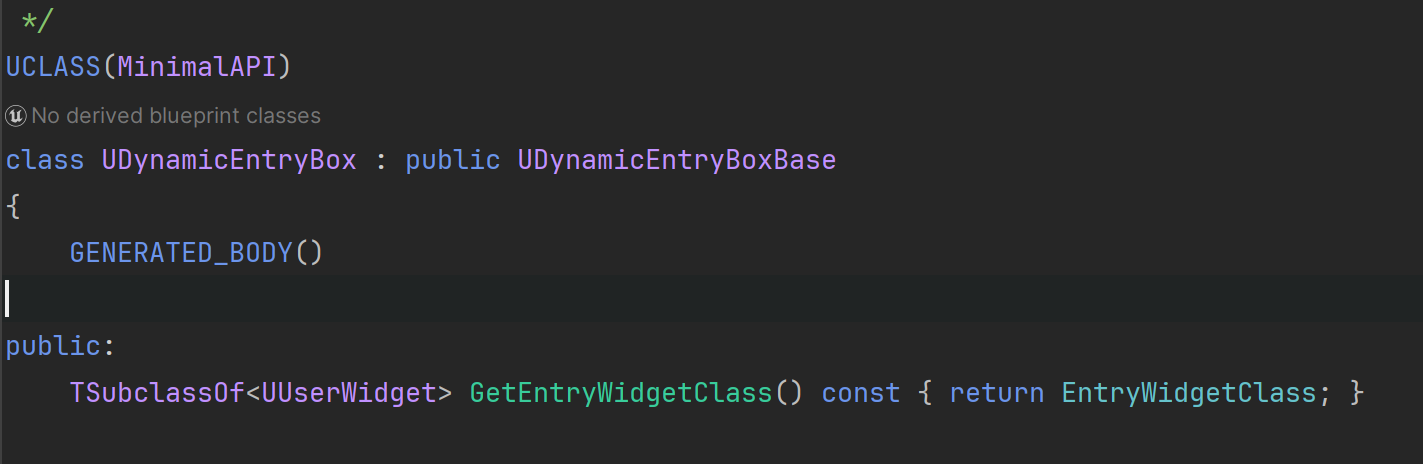 */
UCLASS(MinimalAPI)
No derived blueprint classes
class UDynamicEntryBox : public UDynamicEntryBoxBase
{
GENERATED_BODY()
public:
TSubclassOf<UUserWidget> GetEntryWidgetClass() const { return EntryWidgetClass; }